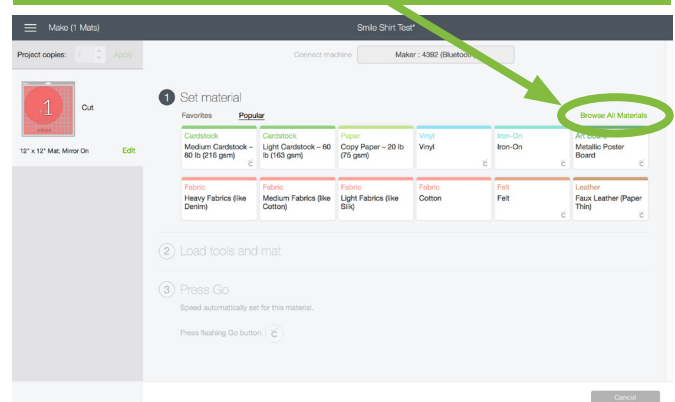 Make (1 Mats)
Smile Shirt Test*
Project copies: 1 Apply
Connect machine
Maker : 4392
1 Cut
12" x 12" Mat; Mirror On Edit
1 Set material
Favorites Popular
Browse All Materials
Cardstock
Medium Cardstock –
80 lb (216 gsm)
Cardstock
Light Cardstock – 60
lb (163 gsm)
Paper
Copy Paper – 20 lb
(75 gsm)
Vinyl
Vinyl
Iron-On
Iron-On
Art Board
Metallic Poster
Board
Fabric
Heavy Fabrics (like
Denim)
Fabric
Medium Fabrics (like
Cotton)
Fabric
Light Fabrics (like
Silk)
Fabric
Cotton
Felt
Felt
Leather
Faux Leather (Paper
Thin)
2 Load tools and mat
3 Press Go
Speed automatically set for this material.
Press flashing Go button.
Cancel